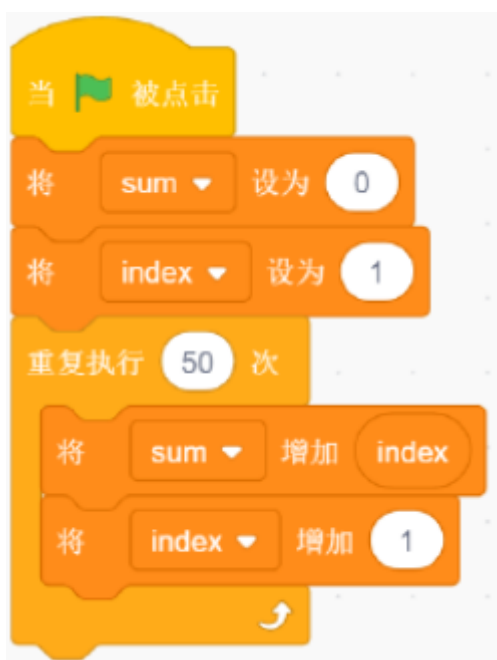 当 被点击
将 sum 设为 0
将 index 设为 1
重复执行 50 次
将 sum 增加 index
将 index 增加 1